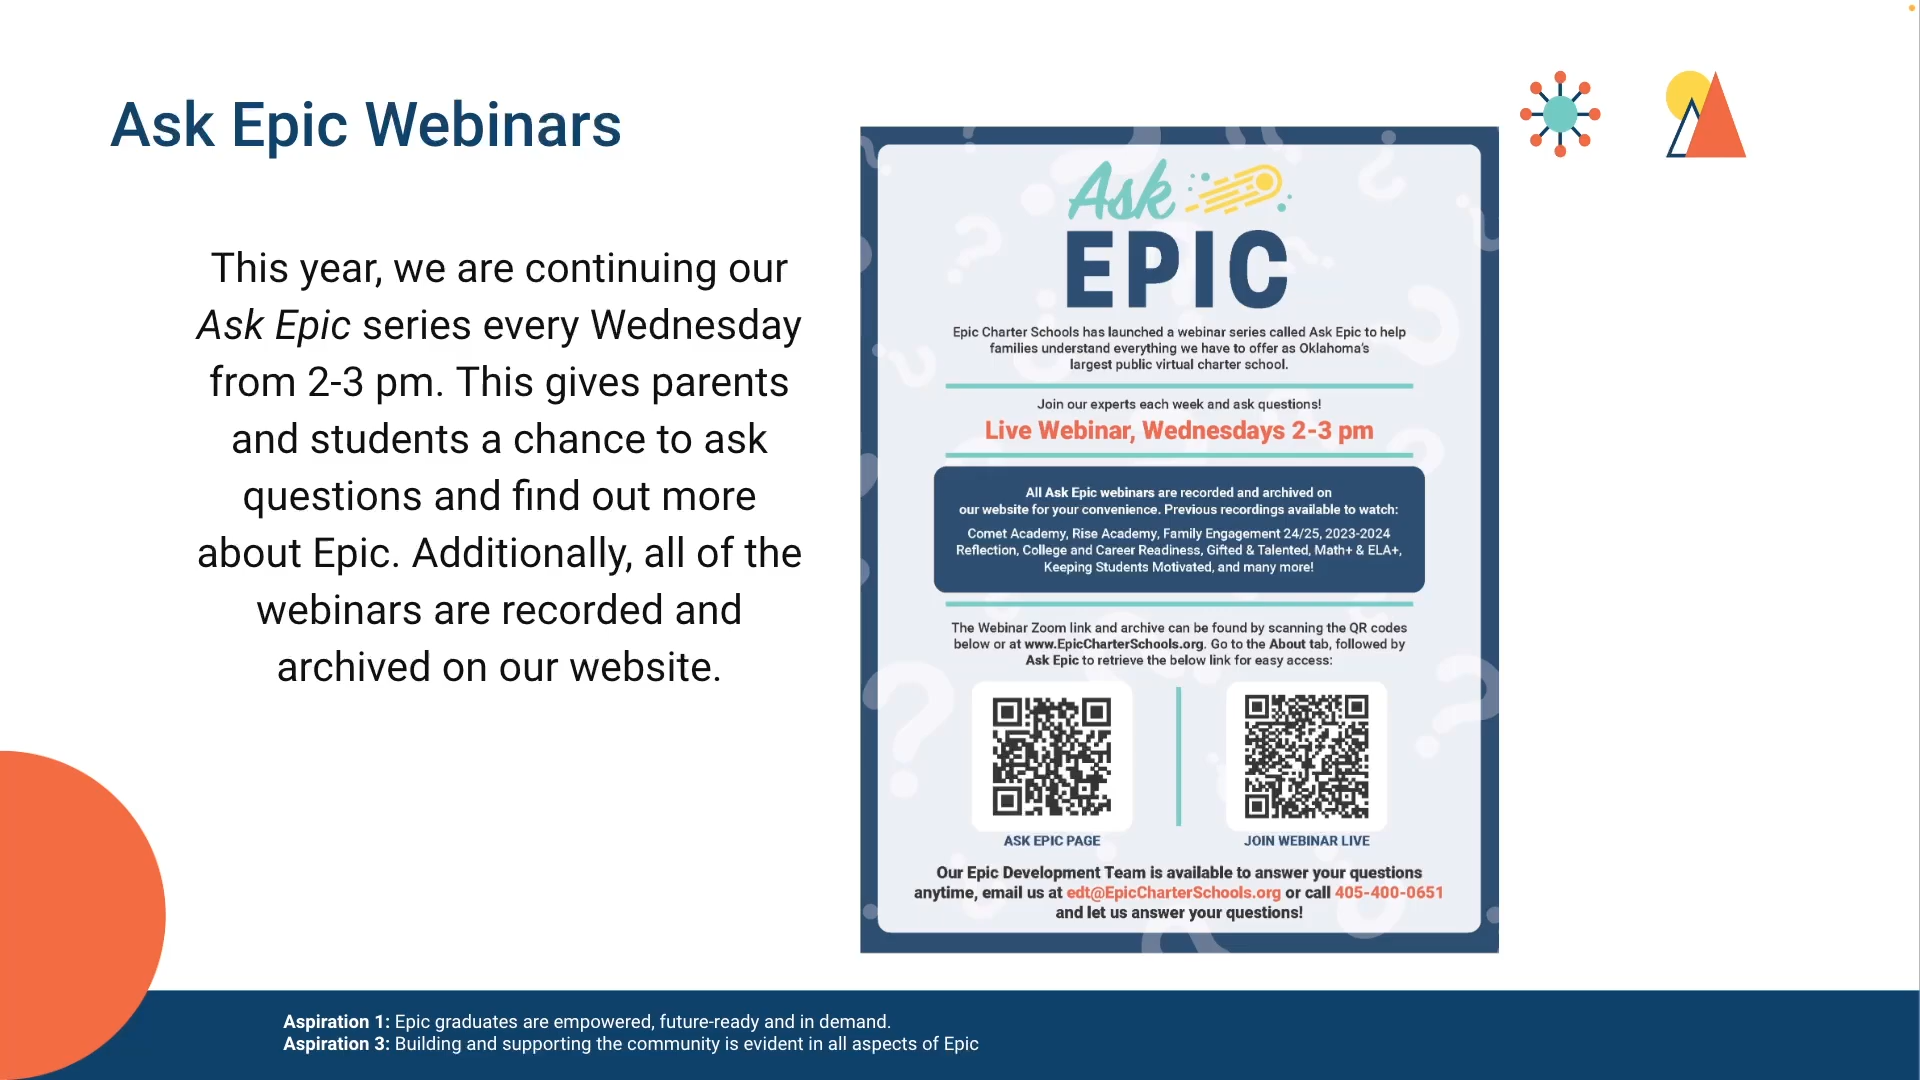 Ask Epic Webinars
This year, we are continuing our
Ask Epic series every Wednesday
from 2-3 pm. This gives parents
and students a chance to ask
questions and find out more
about Epic. Additionally, all of the
webinars are recorded and
archived on our website.
Ask
EPIC
Epic Charter Schools has launched a webinar series called Ask Epic to help
families understand everything we have to offer as Oklahoma's
largest public virtual charter school.
Join our experts each week and ask questions!
Live Webinar, Wednesdays 2-3 pm
All Ask Epic webinars are recorded and archived on
our website for your convenience. Previous recordings available to watch:
Comet Academy, Rise Academy, Family Engagement 24/25, 2023-2024
Reflection, College and Career Readiness, Gifted & Talented, Math+ & ELA+,
Keeping Students Motivated, and many more!
The Webinar Zoom link and archive can be found by scanning the QR codes
below or at www.EpicCharterSchools.org. Go to the About tab, followed by
Ask Epic to retrieve the below link for easy access:
ASK EPIC PAGE
JOIN WEBINAR LIVE
Our Epic Development Team is available to answer your questions
anytime, email us at edt@EpicCharterSchools.org or call 405-400-0651
and let us answer your questions!
Aspiration 1: Epic graduates are empowered, future-ready and in demand.
Aspiration 3: Building and supporting the community is evident in all aspects of Epic